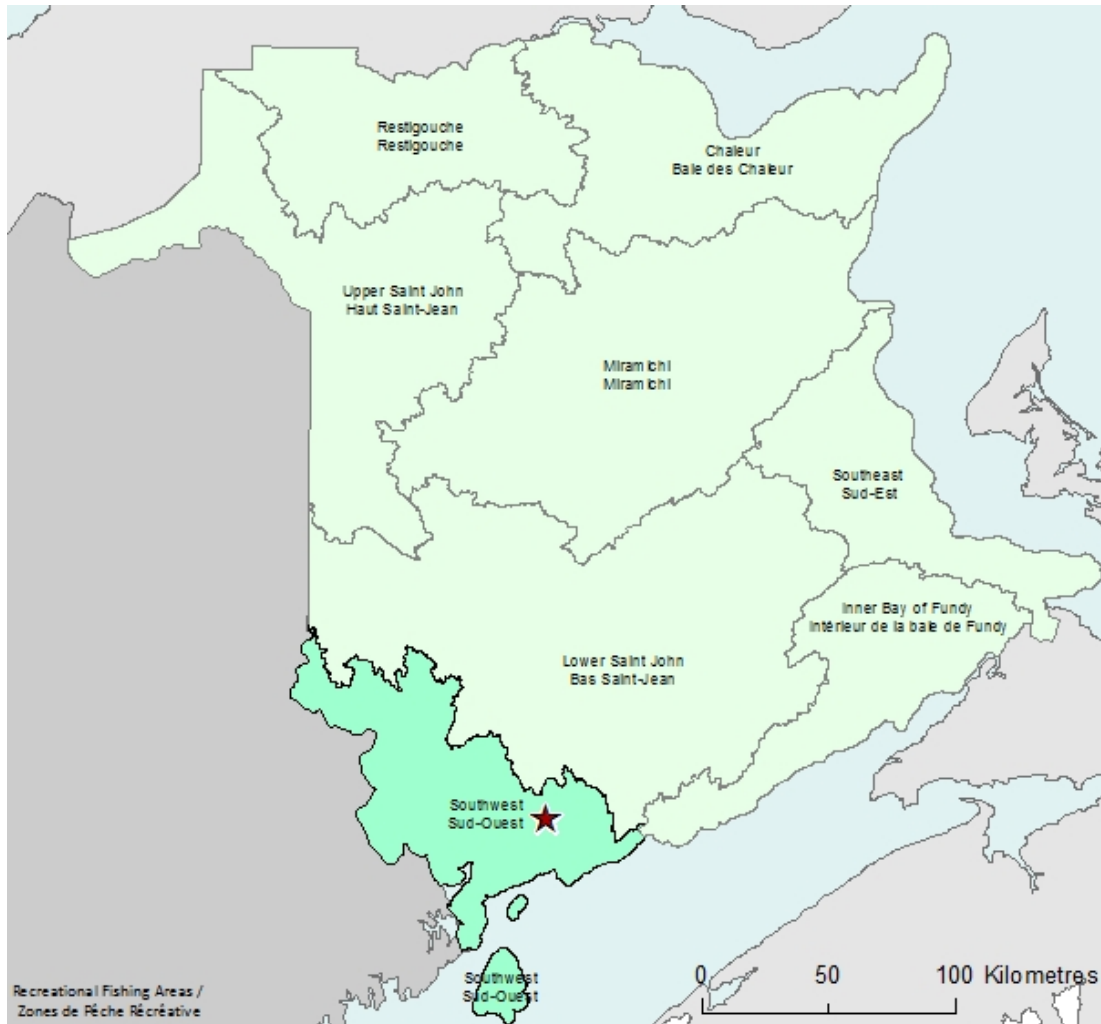 Restigouche
Restigouche
Chaleur
Baie des Chaleur
Upper Saint John
Haut Saint-Jean
Miramichi
Miramichi
Southeast
Sud-Est
Inner Bay of Fundy
Intérieur de la baie de Fundy
Lower Saint John
Bas Saint-Jean
Southwest
Sud-Ouest
Southwest
Sud-Ouest
0 50 100 Kilometres
Recreational Fishing Areas /
Zones de Pêche Récréative